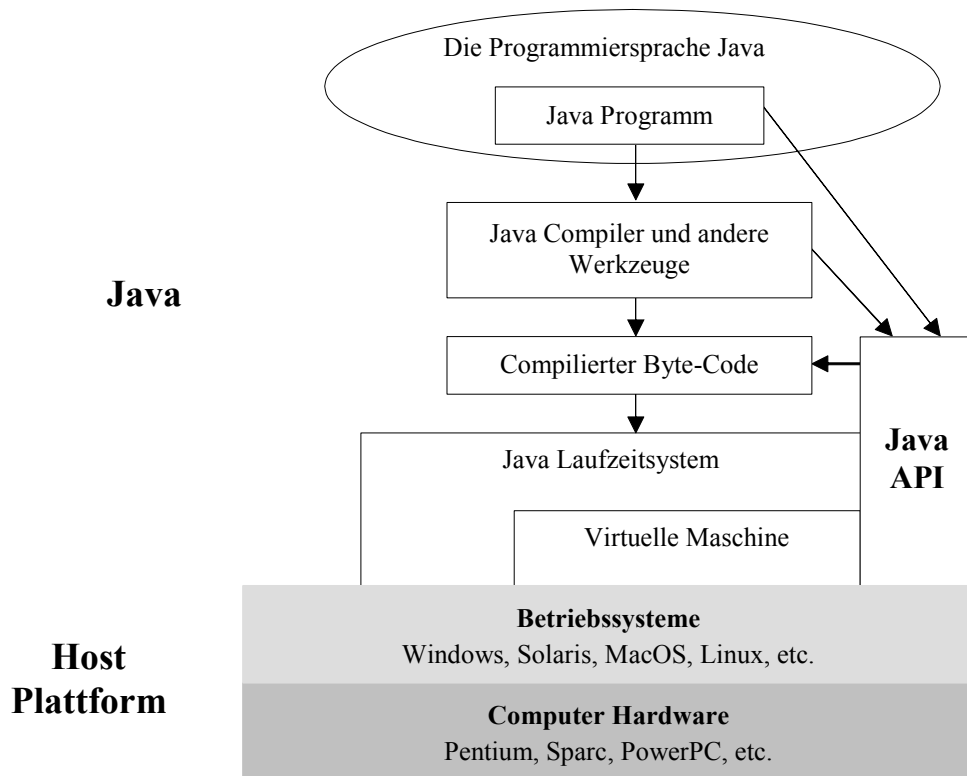 Die Programmiersprache Java
Java Programm
Java Compiler und andere
Werkzeuge
Java
Compilierter Byte-Code
Java
API
Java Laufzeitsystem
Virtuelle Maschine
Host
Plattform
Betriebssysteme
Windows, Solaris, MacOS, Linux, etc.
Computer Hardware
Pentium, Sparc, PowerPC, etc.